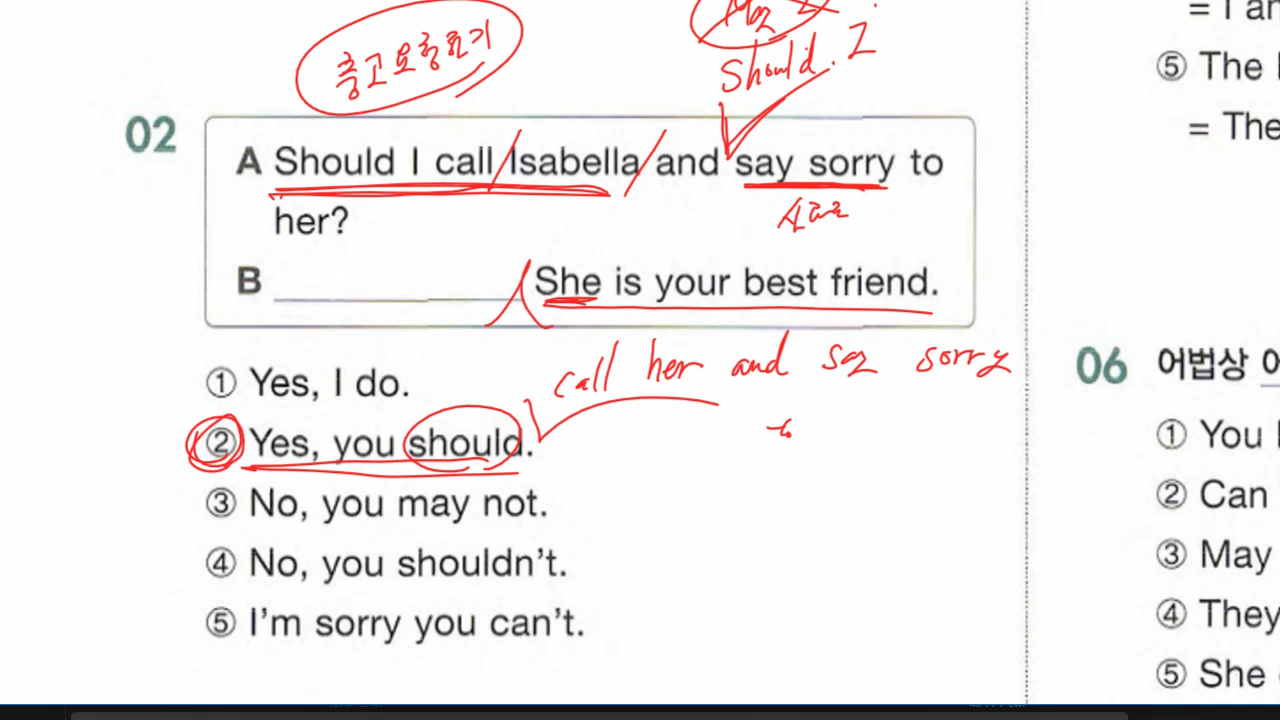 충고 요청하기
should. I
02
A Should I call Isabella and say sorry to
her?
사과
B ____________ She is your best friend.
call her and say sorry
to
① Yes, I do.
② Yes, you should.
③ No, you may not.
④ No, you shouldn't.
⑤ I'm sorry you can't.
= I am
⑤ The
= The
06 어법상
① You
② Can
③ May
④ They
⑤ She